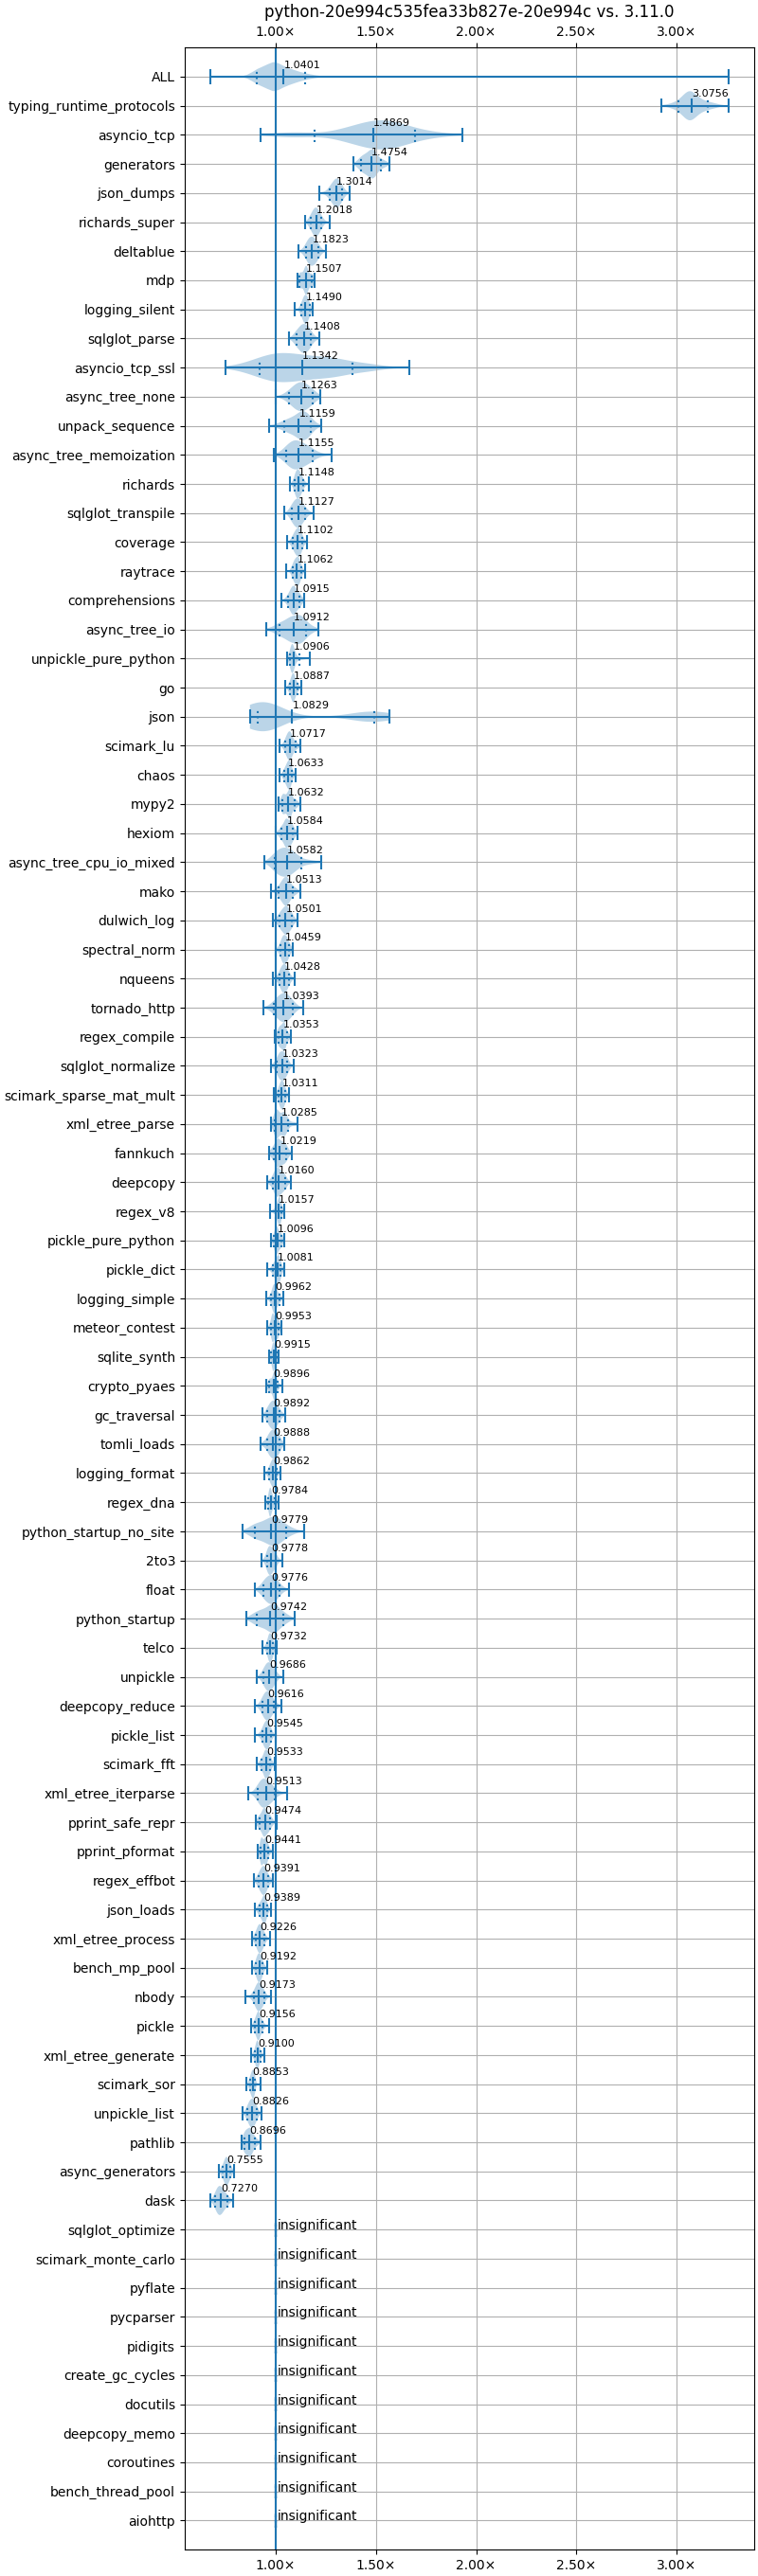 python-20e994c535fea33b827e-20e994c vs. 3.11.0
1.00× 1.50× 2.00× 2.50× 3.00×
ALL 1.0401
typing_runtime_protocols 3.0756
asyncio_tcp 1.4869
generators 1.4754
json_dumps 1.3014
richards_super 1.2018
deltablue 1.1823
mdp 1.1507
logging_silent 1.1490
sqlglot_parse 1.1408
asyncio_tcp_ssl 1.1342
async_tree_none 1.1263
unpack_sequence 1.1159
async_tree_memoization 1.1155
richards 1.1148
sqlglot_transpile 1.1127
coverage 1.1102
raytrace 1.1062
comprehensions 1.0915
async_tree_io 1.0912
unpickle_pure_python 1.0906
go 1.0887
json 1.0829
scimark_lu 1.0717
chaos 1.0633
mypy2 1.0632
hexiom 1.0584
async_tree_cpu_io_mixed 1.0582
mako 1.0513
dulwich_log 1.0501
spectral_norm 1.0459
nqueens 1.0428
tornado_http 1.0393
regex_compile 1.0353
sqlglot_normalize 1.0323
scimark_sparse_mat_mult 1.0311
xml_etree_parse 1.0285
fannkuch 1.0219
deepcopy 1.0160
regex_v8 1.0157
pickle_pure_python 1.0096
pickle_dict 1.0081
logging_simple 0.9962
meteor_contest 0.9953
sqlite_synth 0.9915
crypto_pyaes 0.9896
gc_traversal 0.9892
tomli_loads 0.9888
logging_format 0.9862
regex_dna 0.9784
python_startup_no_site 0.9779
2to3 0.9778
float 0.9776
python_startup 0.9742
telco 0.9732
unpickle 0.9686
deepcopy_reduce 0.9616
pickle_list 0.9545
scimark_fft 0.9533
xml_etree_iterparse 0.9513
pprint_safe_repr 0.9474
pprint_pformat 0.9441
regex_effbot 0.9391
json_loads 0.9389
xml_etree_process 0.9226
bench_mp_pool 0.9192
nbody 0.9173
pickle 0.9156
xml_etree_generate 0.9100
scimark_sor 0.8853
unpickle_list 0.8826
pathlib 0.8696
async_generators 0.7555
dask 0.7270
sqlglot_optimize insignificant
scimark_monte_carlo insignificant
pyflate insignificant
pycparser insignificant
pidigits insignificant
create_gc_cycles insignificant
docutils insignificant
deepcopy_memo insignificant
coroutines insignificant
bench_thread_pool insignificant
aiohttp insignificant
1.00× 1.50× 2.00× 2.50× 3.00×